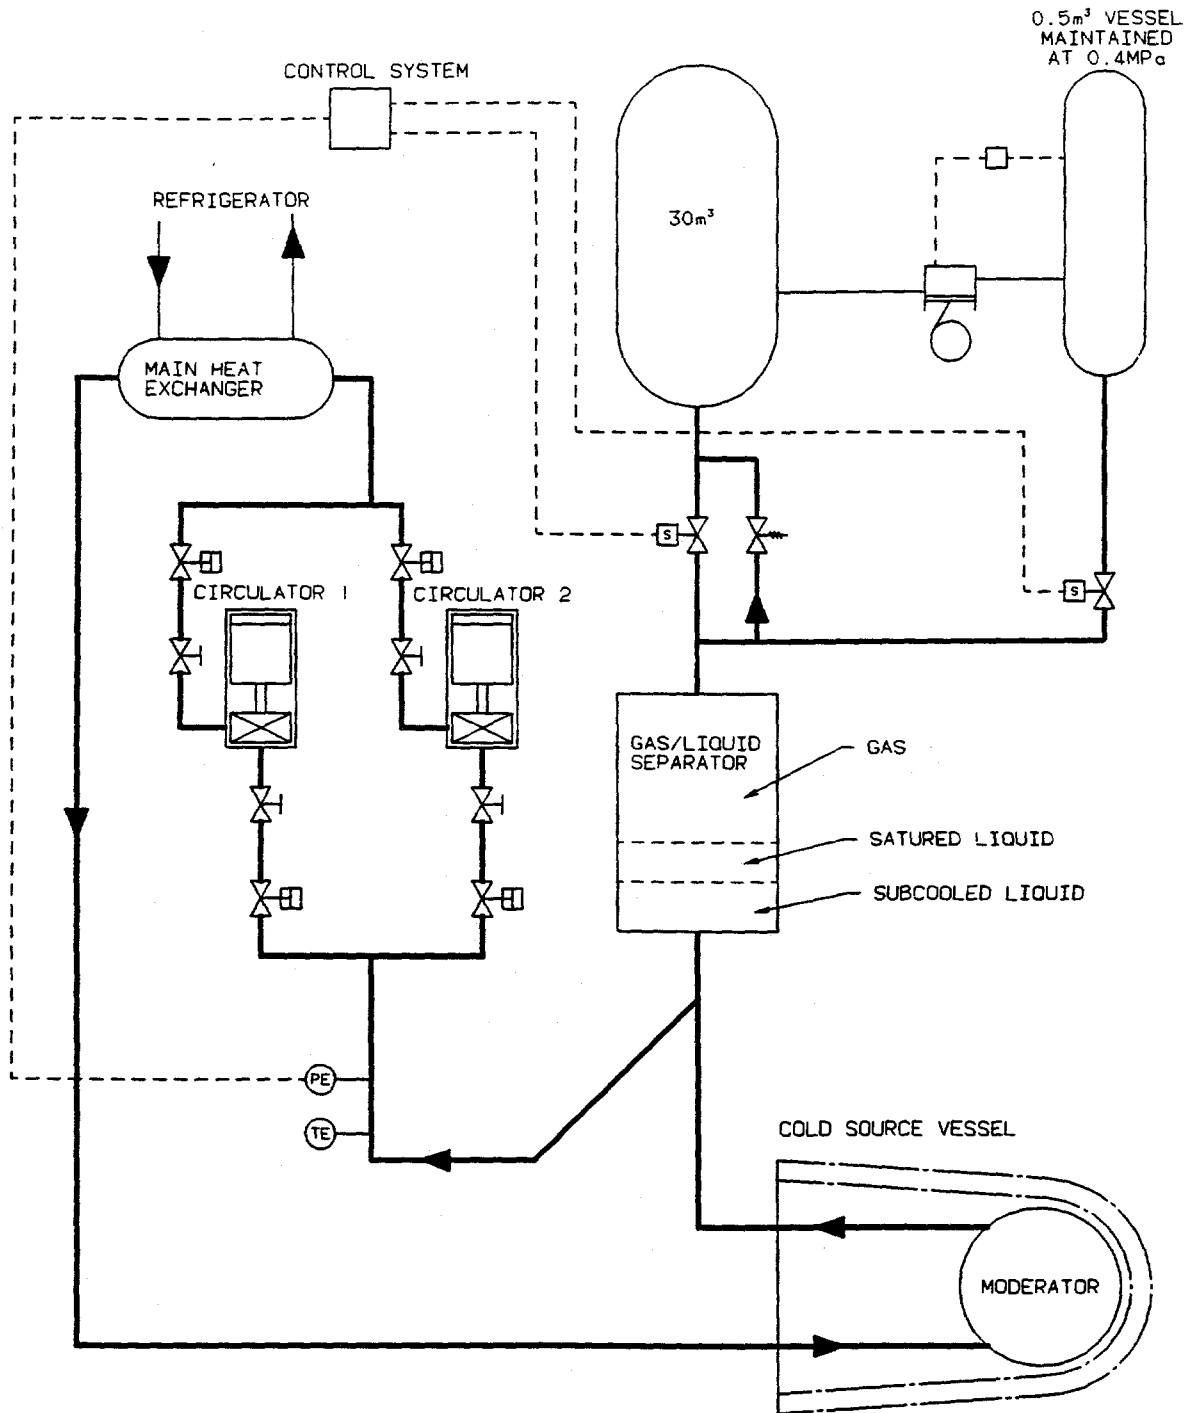 0.5m³ VESSEL
MAINTAINED
AT 0.4MPa
CONTROL SYSTEM
REFRIGERATOR
30m³
MAIN HEAT
EXCHANGER
S
CIRCULATOR 1
CIRCULATOR 2
S
GAS/LIQUID
SEPARATOR
GAS
SATURED LIQUID
SUBCOOLED LIQUID
PE
TE
COLD SOURCE VESSEL
MODERATOR